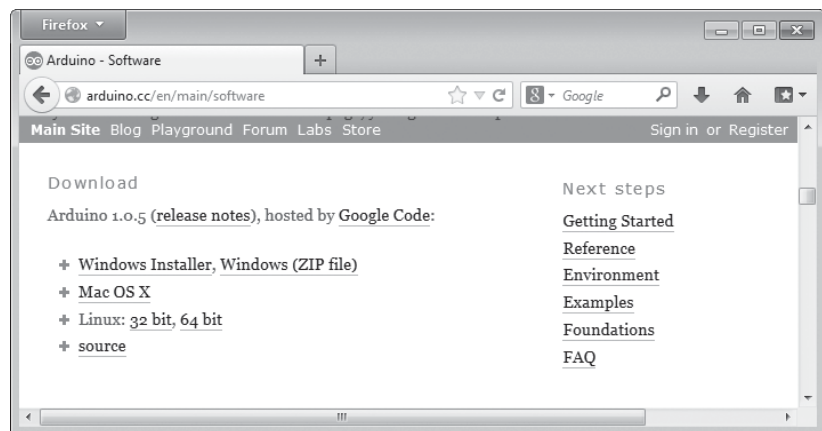 Firefox
Arduino - Software
arduino.cc/en/main/software
Google
Main Site Blog Playground Forum Labs Store Sign in or Register
Download
Arduino 1.0.5 (release notes), hosted by Google Code:
Windows Installer, Windows (ZIP file)
Mac OS X
Linux: 32 bit, 64 bit
source
Next steps
Getting Started
Reference
Environment
Examples
Foundations
FAQ